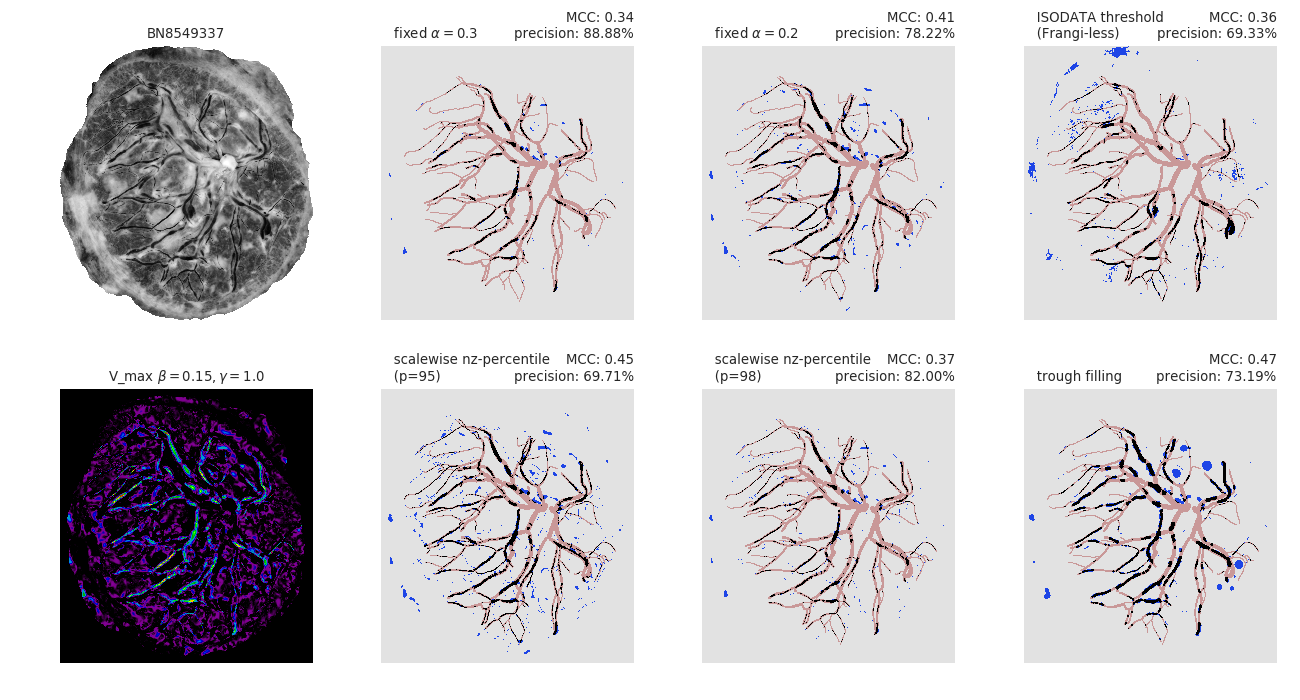 BN8549337
MCC: 0.34
fixed α = 0.3 precision: 88.88%
MCC: 0.41
fixed α = 0.2 precision: 78.22%
ISODATA threshold MCC: 0.36
(Frangi-less) precision: 69.33%
V_max β = 0.15, γ = 1.0
scalewise nz-percentile MCC: 0.45
(p=95) precision: 69.71%
scalewise nz-percentile MCC: 0.37
(p=98) precision: 82.00%
MCC: 0.47
trough filling precision: 73.19%